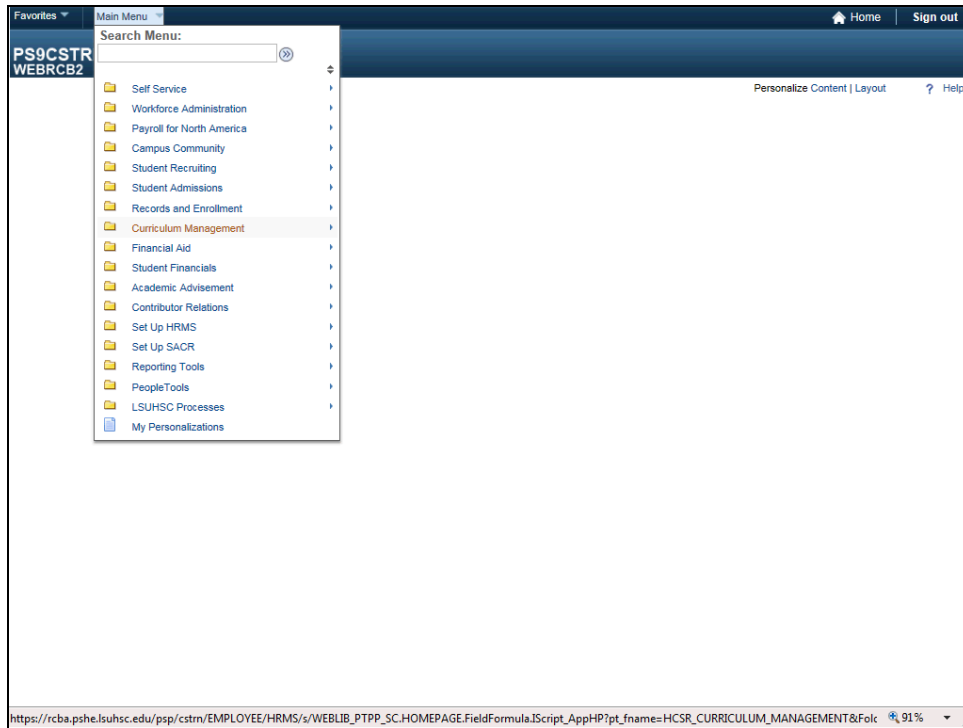 Favorites Main Menu Home Sign out
Search Menu:
PS9CSTR
WEBRCB2
Personalize Content | Layout ? Help
Self Service
Workforce Administration
Payroll for North America
Campus Community
Student Recruiting
Student Admissions
Records and Enrollment
Curriculum Management
Financial Aid
Student Financials
Academic Advisement
Contributor Relations
Set Up HRMS
Set Up SACR
Reporting Tools
PeopleTools
LSUHSC Processes
My Personalizations
https://rcba.pshe.lsuhsc.edu/psp/cstrn/EMPLOYEE/HRMS/s/WEBLIB_PTPP_SC.HOMEPAGE.FieldFormula.IScript_AppHP?pt_fname=HCSR_CURRICULUM_MANAGEMENT&Folc 91%